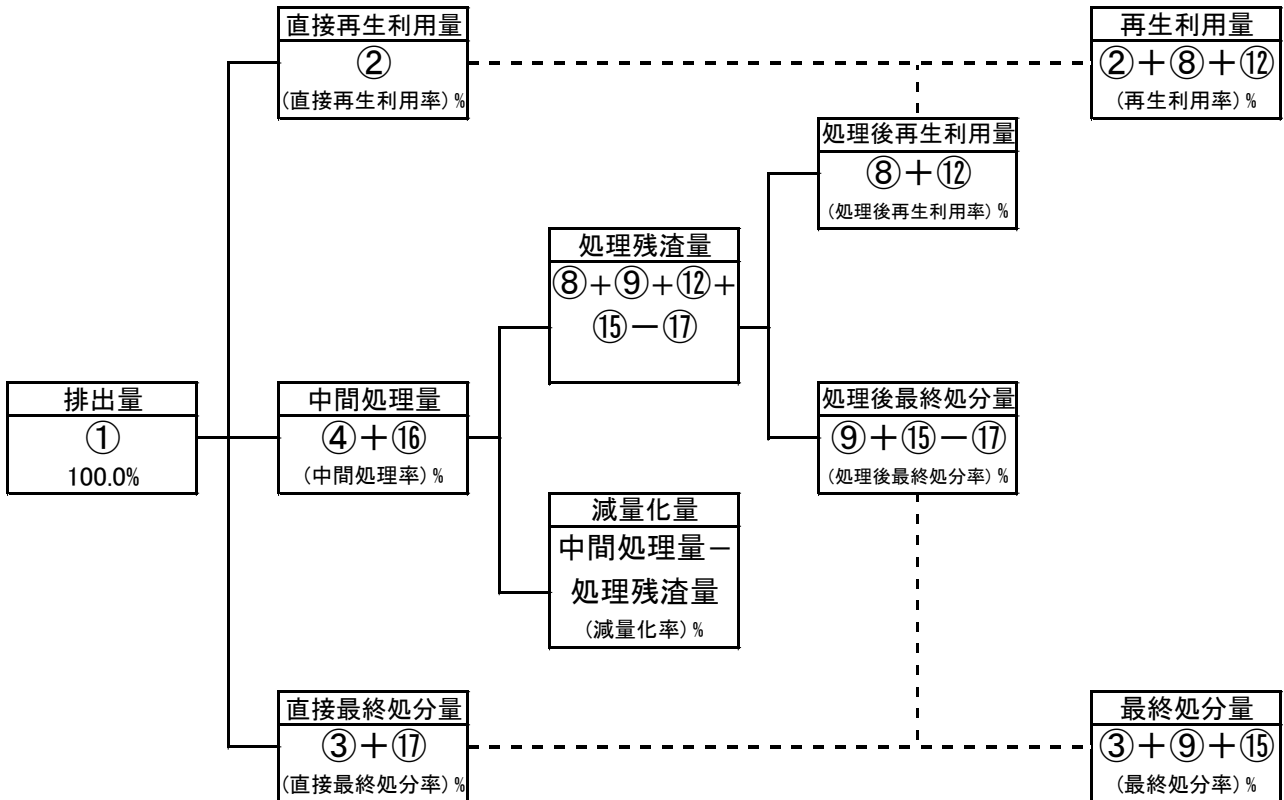 直接再生利用量
②
(直接再生利用率)%
再生利用量
②+⑧+⑫
(再生利用率)%
処理後再生利用量
⑧+⑫
(処理後再生利用率)%
処理残渣量
⑧+⑨+⑫+
⑮-⑰
排出量
①
100.0%
中間処理量
④+⑯
(中間処理率)%
処理後最終処分量
⑨+⑮-⑰
(処理後最終処分率)%
減量化量
中間処理量-
処理残渣量
(減量化率)%
直接最終処分量
③+⑰
(直接最終処分率)%
最終処分量
③+⑨+⑮
(最終処分率)%